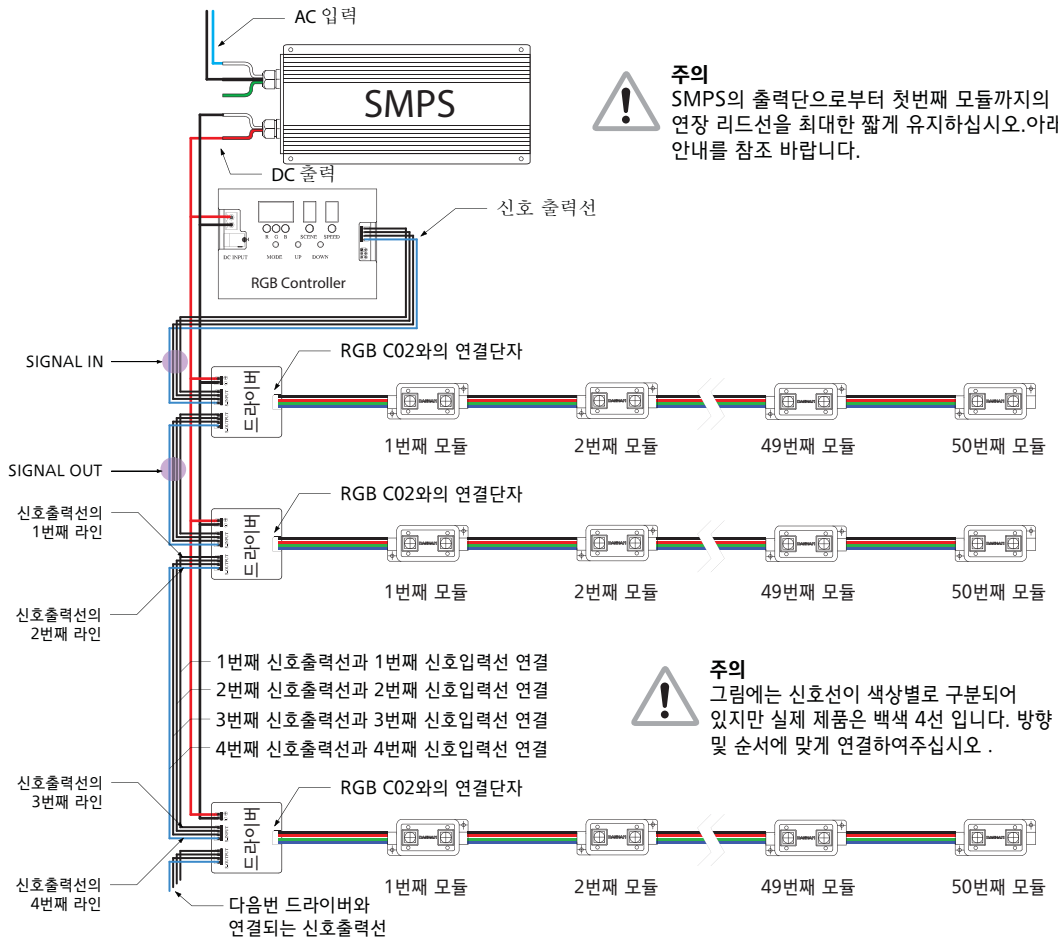 AC 입력
SMPS
주의
SMPS의 출력단으로부터 첫번째 모듈까지의
연장 리드선을 최대한 짧게 유지하십시오.아래
안내를 참조 바랍니다.
DC 출력
신호 출력선
R G B SCENE SPEED
DC INPUT MODE UP DOWN
RGB Controller
SIGNAL IN
드라이버
RGB C02와의 연결단자
1번째 모듈
2번째 모듈
49번째 모듈
50번째 모듈
SIGNAL OUT
신호출력선의
1번째 라인
드라이버
RGB C02와의 연결단자
1번째 모듈
2번째 모듈
49번째 모듈
50번째 모듈
신호출력선의
2번째 라인
1번째 신호출력선과 1번째 신호입력선 연결
2번째 신호출력선과 2번째 신호입력선 연결
3번째 신호출력선과 3번째 신호입력선 연결
4번째 신호출력선과 4번째 신호입력선 연결
주의
그림에는 신호선이 색상별로 구분되어
있지만 실제 제품은 백색 4선 입니다. 방향
및 순서에 맞게 연결하여주십시오 .
신호출력선의
3번째 라인
드라이버
RGB C02와의 연결단자
1번째 모듈
2번째 모듈
49번째 모듈
50번째 모듈
신호출력선의
4번째 라인
다음번 드라이버와
연결되는 신호출력선